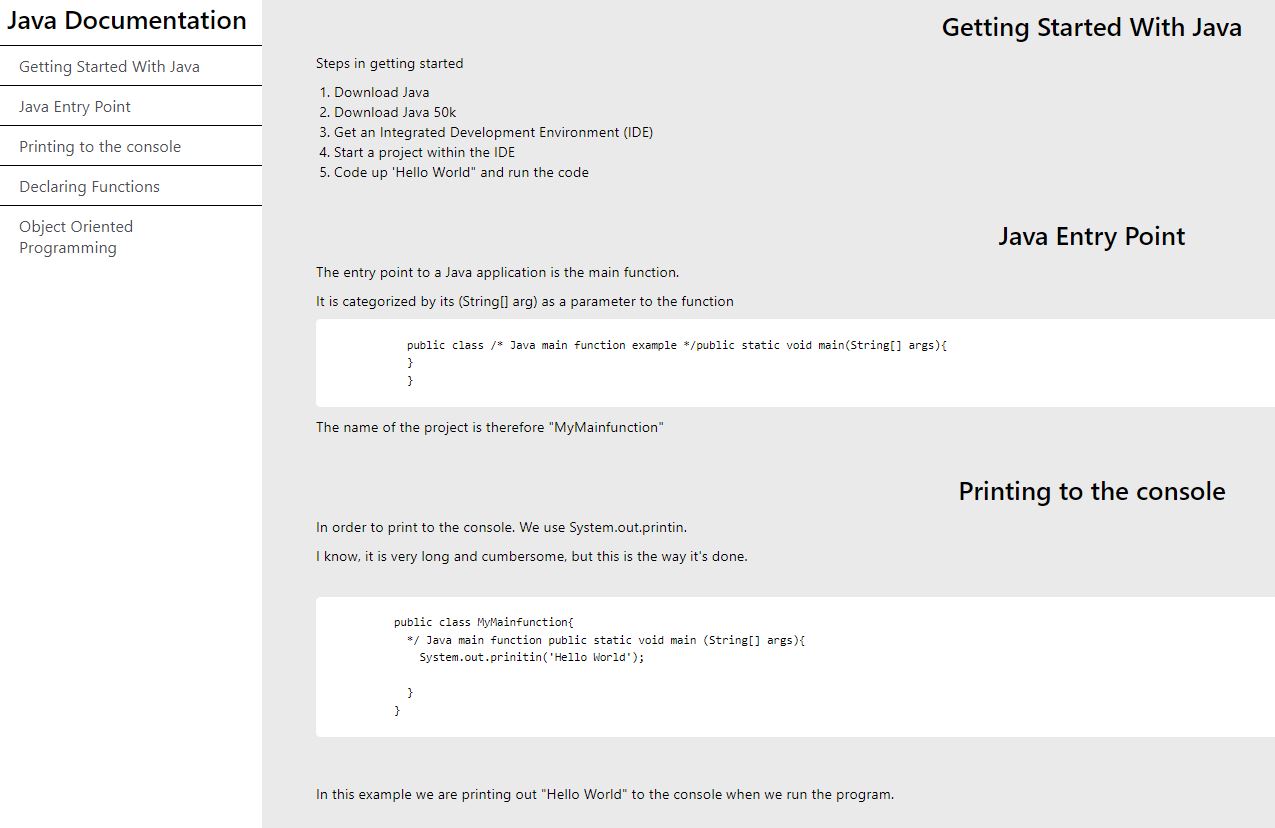 Java Documentation
Getting Started With Java
Java Entry Point
Printing to the console
Declaring Functions
Object Oriented
Programming
Getting Started With Java
Steps in getting started
1. Download Java
2. Download Java 50k
3. Get an Integrated Development Environment (IDE)
4. Start a project within the IDE
5. Code up 'Hello World" and run the code
Java Entry Point
The entry point to a Java application is the main function.
It is categorized by its (String[] arg) as a parameter to the function
public class /* Java main function example */public static void main(String[] args){
}
}
The name of the project is therefore "MyMainfunction"
Printing to the console
In order to print to the console. We use System.out.printin.
I know, it is very long and cumbersome, but this is the way it's done.
public class MyMainfunction{
*/ Java main function public static void main (String[] args){
System.out.prinitin('Hello World');
}
}
In this example we are printing out "Hello World" to the console when we run the program.